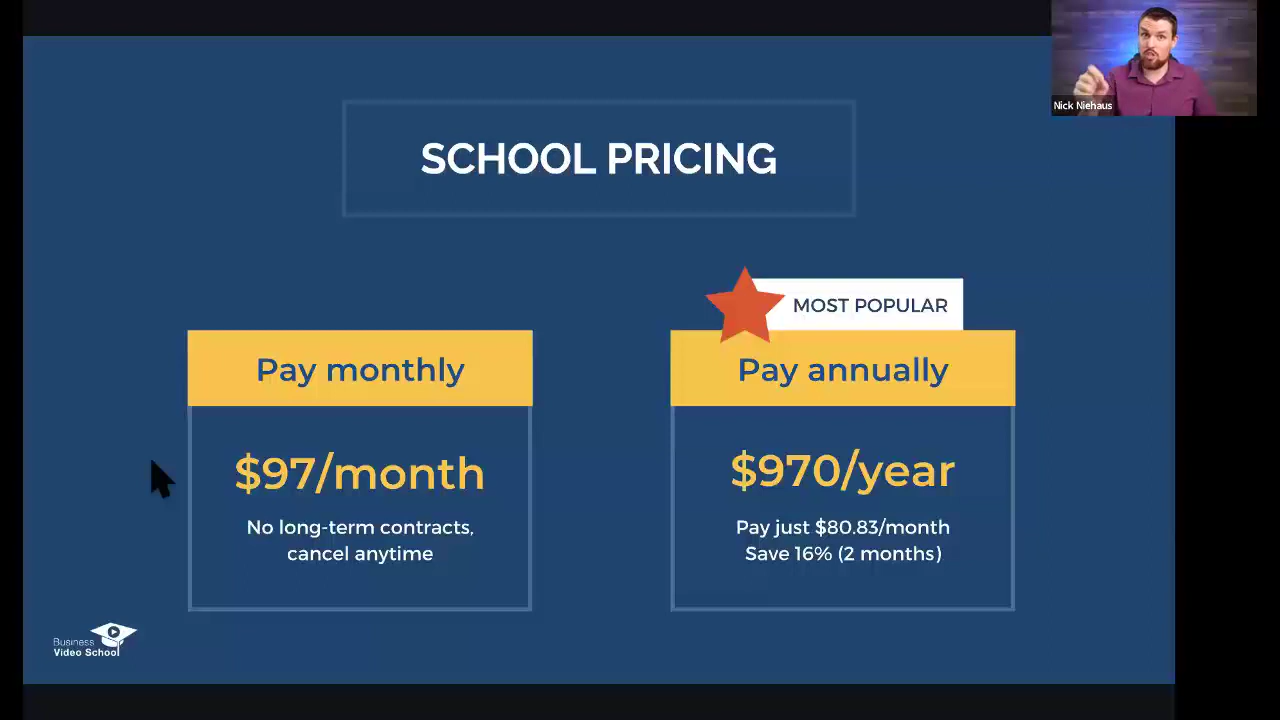 Nick Niehaus
SCHOOL PRICING
MOST POPULAR
Pay monthly
$97/month
No long-term contracts,
cancel anytime
Pay annually
$970/year
Pay just $80.83/month
Save 16% (2 months)
Business
Video School